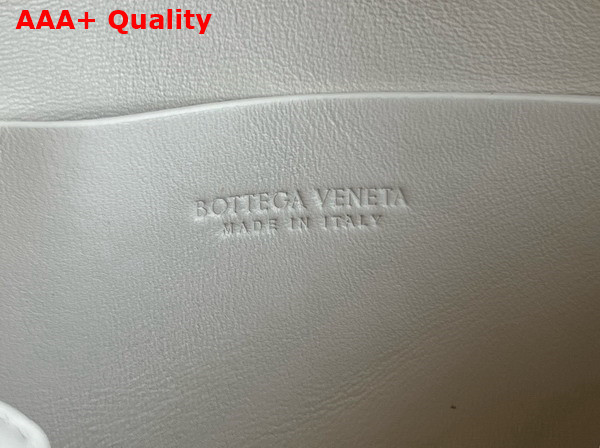 AAA+ Quality
BOTTEGA VENETA
MADE IN ITALY